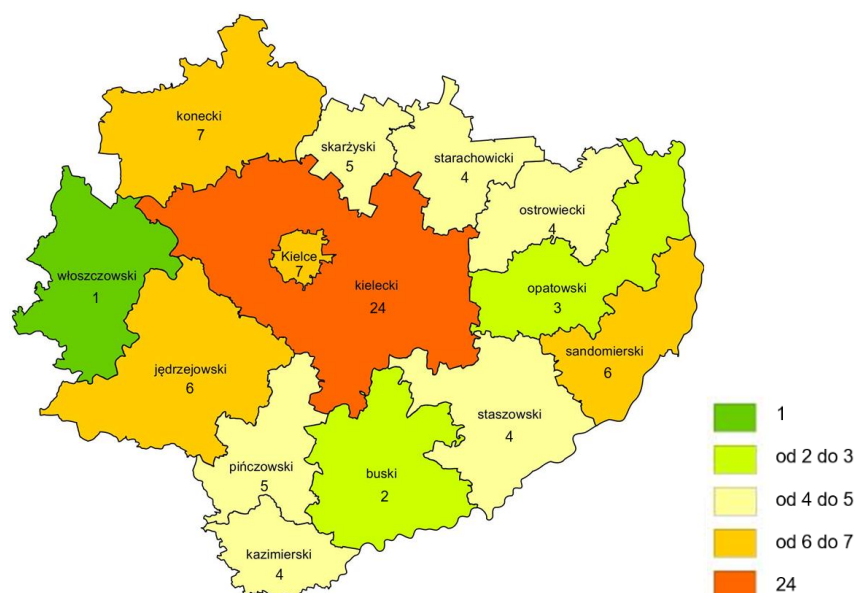 konecki
7
skarżyski
5
starachowicki
4
ostrowiecki
4
włoszczowski
1
Kielce
7
kielecki
24
opatowski
3
sandomierski
6
jędrzejowski
6
staszowski
4
pińczowski
5
buski
2
kazimierski
4
1
od 2 do 3
od 4 do 5
od 6 do 7
24